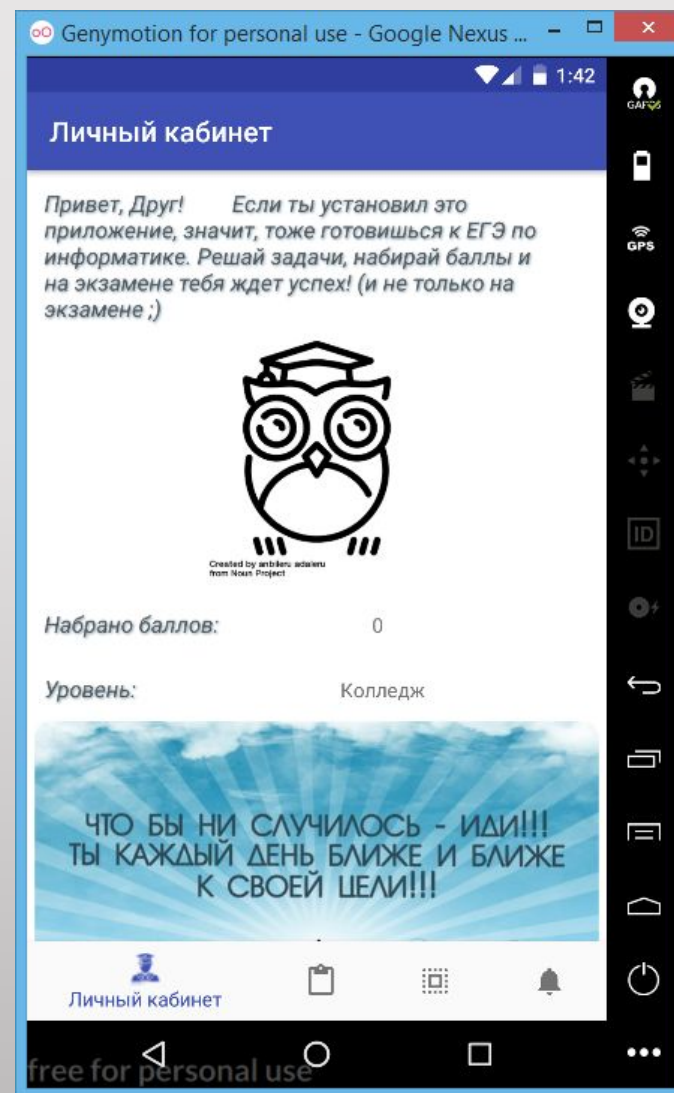 Genymotion for personal use - Google Nexus ...
1:42
Личный кабинет
Привет, Друг! Если ты установил это
приложение, значит, тоже готовишься к ЕГЭ по
информатике. Решай задачи, набирай баллы и
на экзамене тебя ждет успех! (и не только на
экзамене ;)
Created by anbileru adaleru
from Noun Project
Набрано баллов: 0
Уровень: Колледж
ЧТО БЫ НИ СЛУЧИЛОСЬ - ИДИ!!!
ТЫ КАЖДЫЙ ДЕНЬ БЛИЖЕ И БЛИЖЕ
К СВОЕЙ ЦЕЛИ!!!
Личный кабинет
free for personal use
GPS
ID